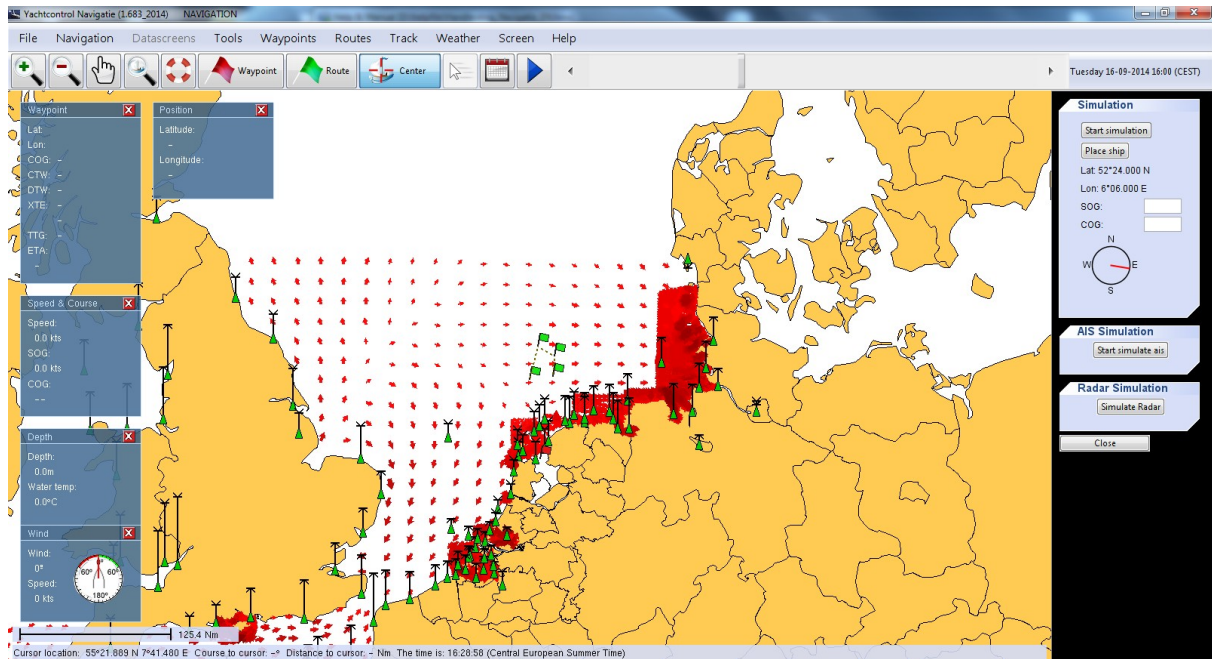 Yachtcontrol Navigatie (1.683_2014) NAVIGATION
File Navigation Datascreens Tools Waypoints Routes Track Weather Screen Help
Waypoint Route Center
Tuesday 16-09-2014 16:00 (CEST)
Waypoint
Lat:
Lon:
COG: –
CTW: –
DTW: –
XTE:
–
TTG: –
ETA:
–
Position
Latitude:
–
Longitude:
–
Speed & Course
Speed:
0.0 kts
SOG:
0.0 kts
COG:
– –
Depth
Depth:
0.0m
Water temp:
0.0°C
Wind
Wind:
0°
Speed:
0 kts
0°
60° 60°
180°
125.4 Nm
Simulation
Start simulation
Place ship
Lat: 52°24.000 N
Lon: 6°06.000 E
SOG:
COG:
N
W E
S
AIS Simulation
Start simulate ais
Radar Simulation
Simulate Radar
Close
Cursor location: 55°21.889 N 7°41.480 E Course to cursor: –° Distance to cursor: – Nm The time is: 16:28:58 (Central European Summer Time)